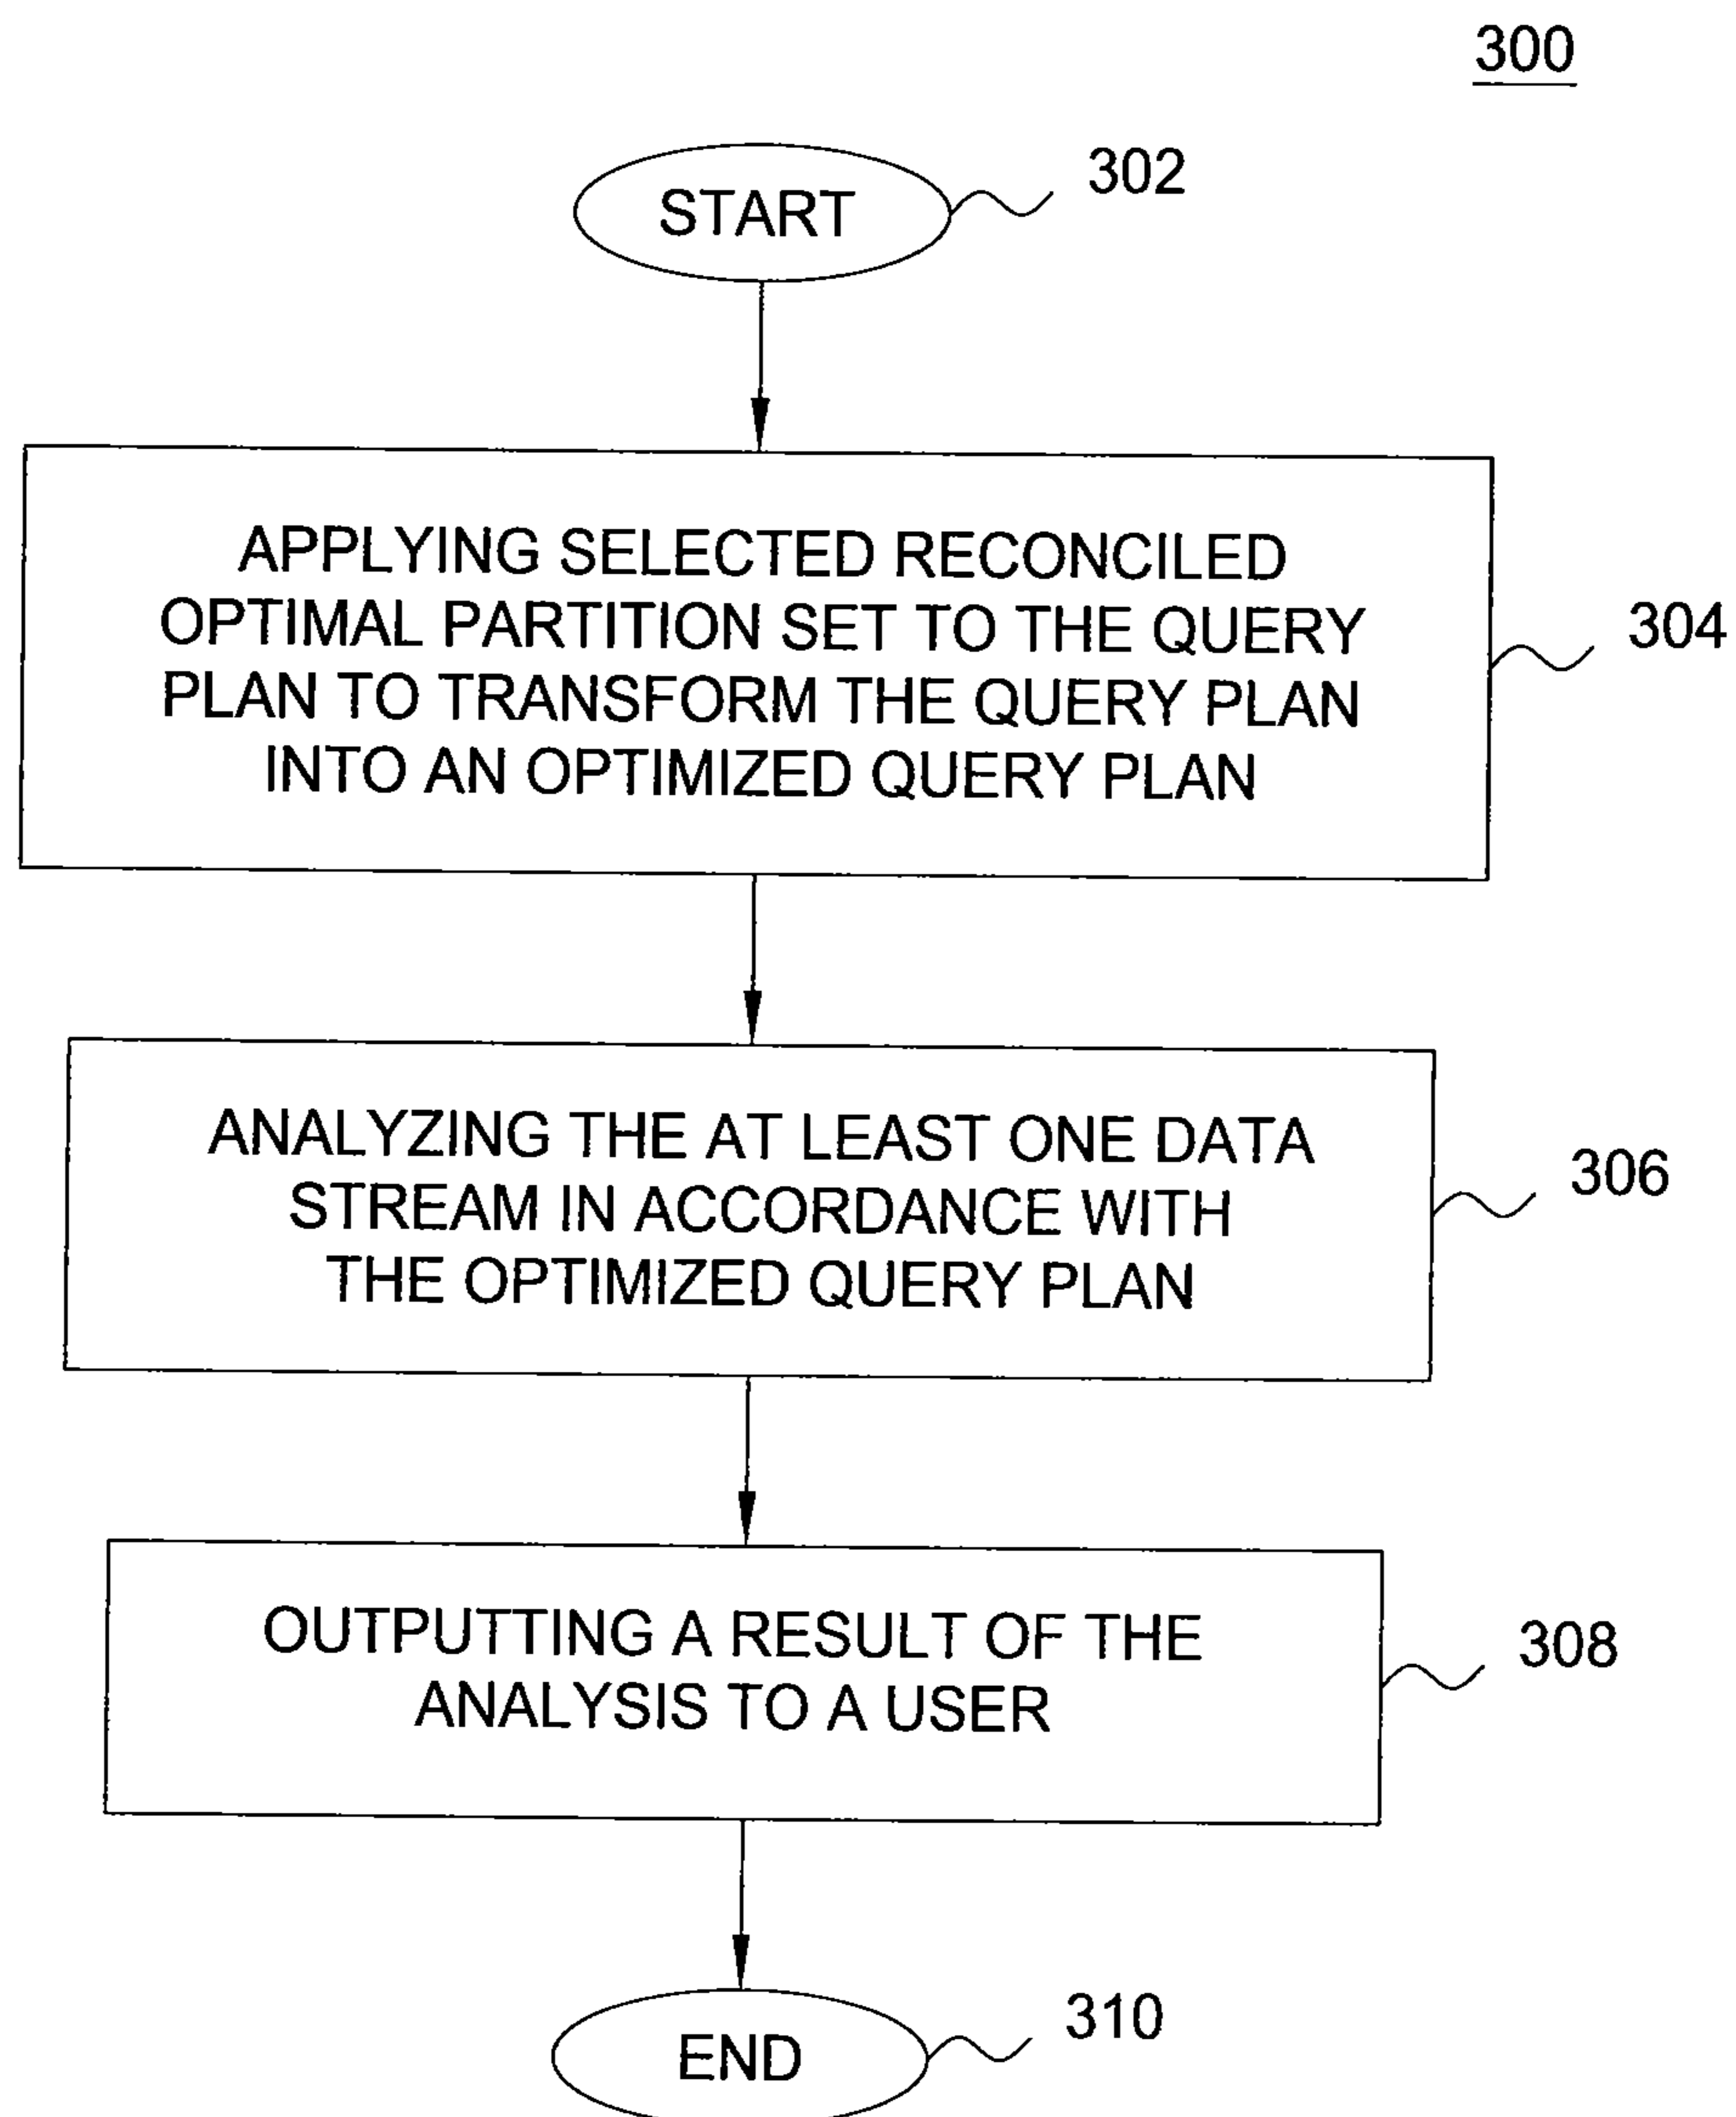 300
START
302
APPLYING SELECTED RECONCILED
OPTIMAL PARTITION SET TO THE QUERY
PLAN TO TRANSFORM THE QUERY PLAN
INTO AN OPTIMIZED QUERY PLAN
304
ANALYZING THE AT LEAST ONE DATA
STREAM IN ACCORDANCE WITH
THE OPTIMIZED QUERY PLAN
306
OUTPUTTING A RESULT OF THE
ANALYSIS TO A USER
308
END
310